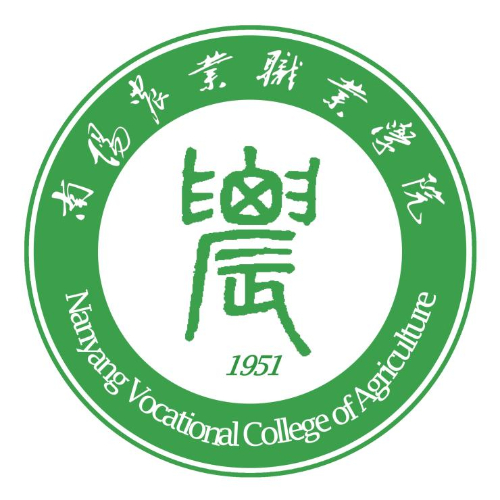 南陽農業職業學院
農
1951
Nanyang Vocational College of Agriculture